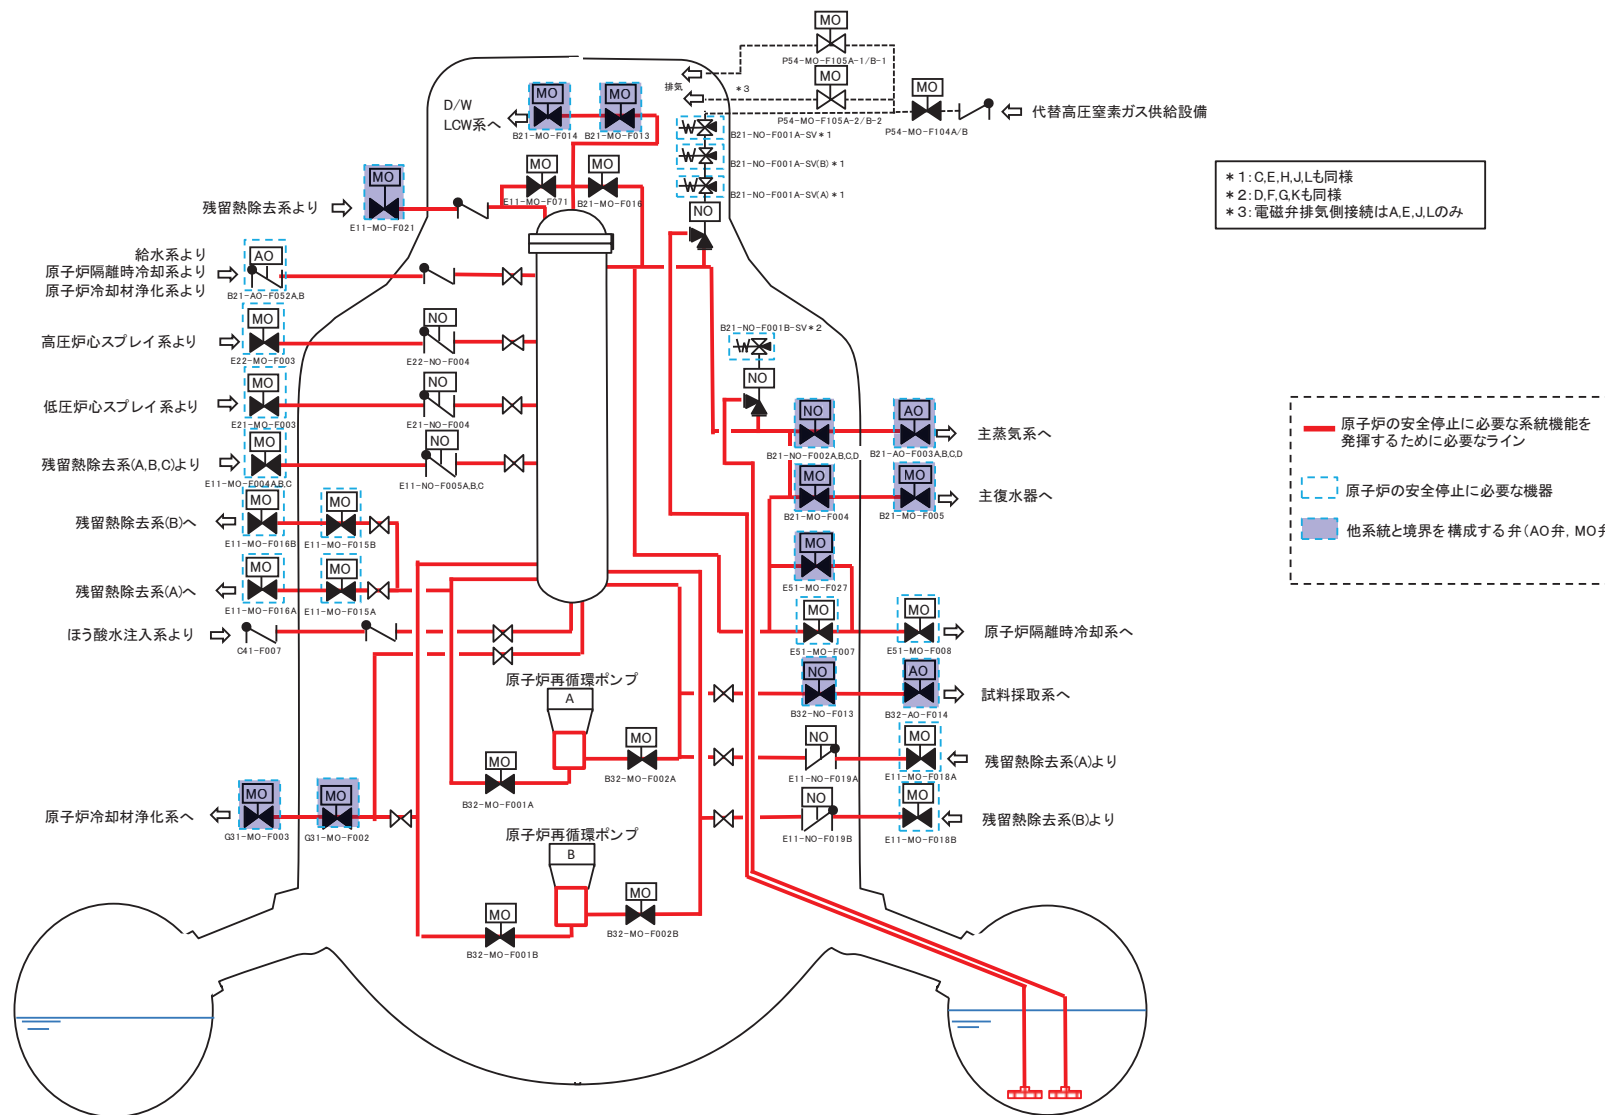 MO
P54-MO-F105A-1/B-1
排気
＊3
MO
P54-MO-F105A-2/B-2
MO
P54-MO-F104A/B
代替高圧窒素ガス供給設備
D/W
LCW系へ
MO
B21-MO-F014
MO
B21-MO-F013
B21-NO-F001A-SV＊1
B21-NO-F001A-SV(B)＊1
B21-NO-F001A-SV(A)＊1
NO
＊1：C,E,H,J,Lも同様
＊2：D,F,G,Kも同様
＊3：電磁弁排気側接続はA,E,J,Lのみ
残留熱除去系より
MO
E11-MO-F021
MO
E11-MO-F071
MO
B21-MO-F016
給水系より
原子炉隔離時冷却系より
原子炉冷却材浄化系より
AO
B21-AO-F052A,B
高圧炉心スプレイ系より
MO
E22-MO-F003
NO
E22-NO-F004
B21-NO-F001B-SV＊2
NO
低圧炉心スプレイ系より
MO
E21-MO-F003
NO
E21-NO-F004
残留熱除去系(A,B,C)より
MO
E11-MO-F004A,B,C
NO
E11-NO-F005A,B,C
NO
B21-NO-F002A,B,C,D
AO
B21-AO-F003A,B,C,D
主蒸気系へ
MO
B21-MO-F004
MO
B21-MO-F005
主復水器へ
原子炉の安全停止に必要な系統機能を
発揮するために必要なライン
原子炉の安全停止に必要な機器
他系統と境界を構成する弁(AO弁，MO弁
残留熱除去系(B)へ
MO
E11-MO-F016B
MO
E11-MO-F015B
残留熱除去系(A)へ
MO
E11-MO-F016A
MO
E11-MO-F015A
MO
E51-MO-F027
ほう酸水注入系より
C41-F007
MO
E51-MO-F007
MO
E51-MO-F008
原子炉隔離時冷却系へ
原子炉再循環ポンプ
A
NO
B32-NO-F013
AO
B32-AO-F014
試料採取系へ
MO
B32-MO-F001A
MO
B32-MO-F002A
NO
E11-NO-F019A
MO
E11-MO-F018A
残留熱除去系(A)より
原子炉冷却材浄化系へ
MO
G31-MO-F003
MO
G31-MO-F002
NO
E11-NO-F019B
MO
E11-MO-F018B
残留熱除去系(B)より
原子炉再循環ポンプ
B
MO
B32-MO-F001B
MO
B32-MO-F002B